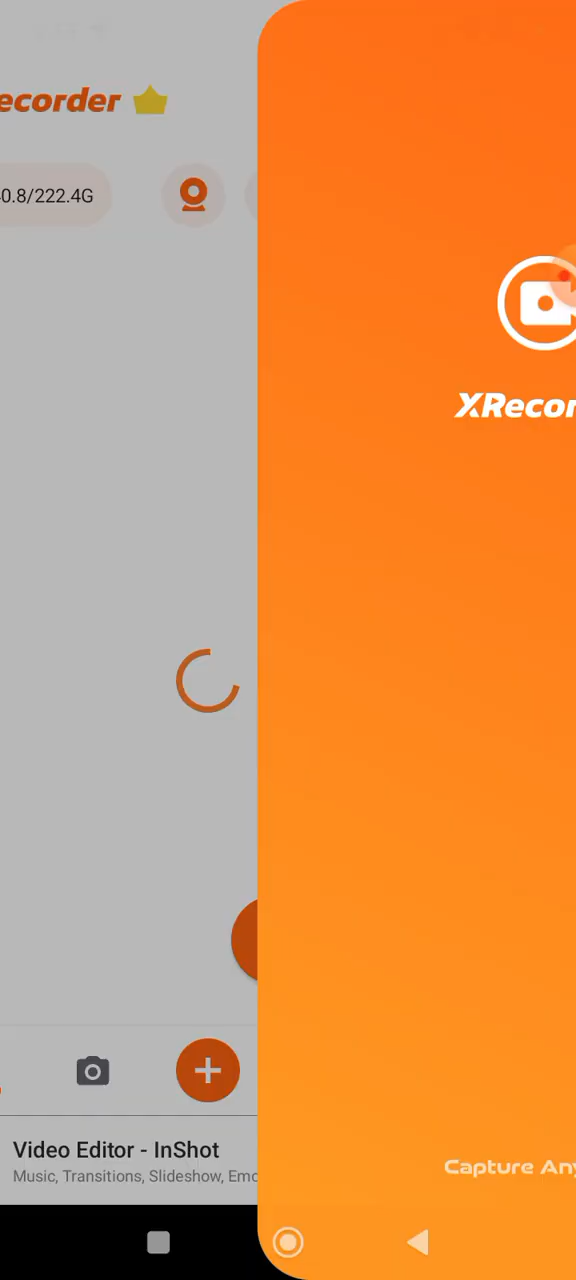 ecorder
0.8/222.4G
XRecor
Video Editor - InShot
Music, Transitions, Slideshow, Emo
Capture Any